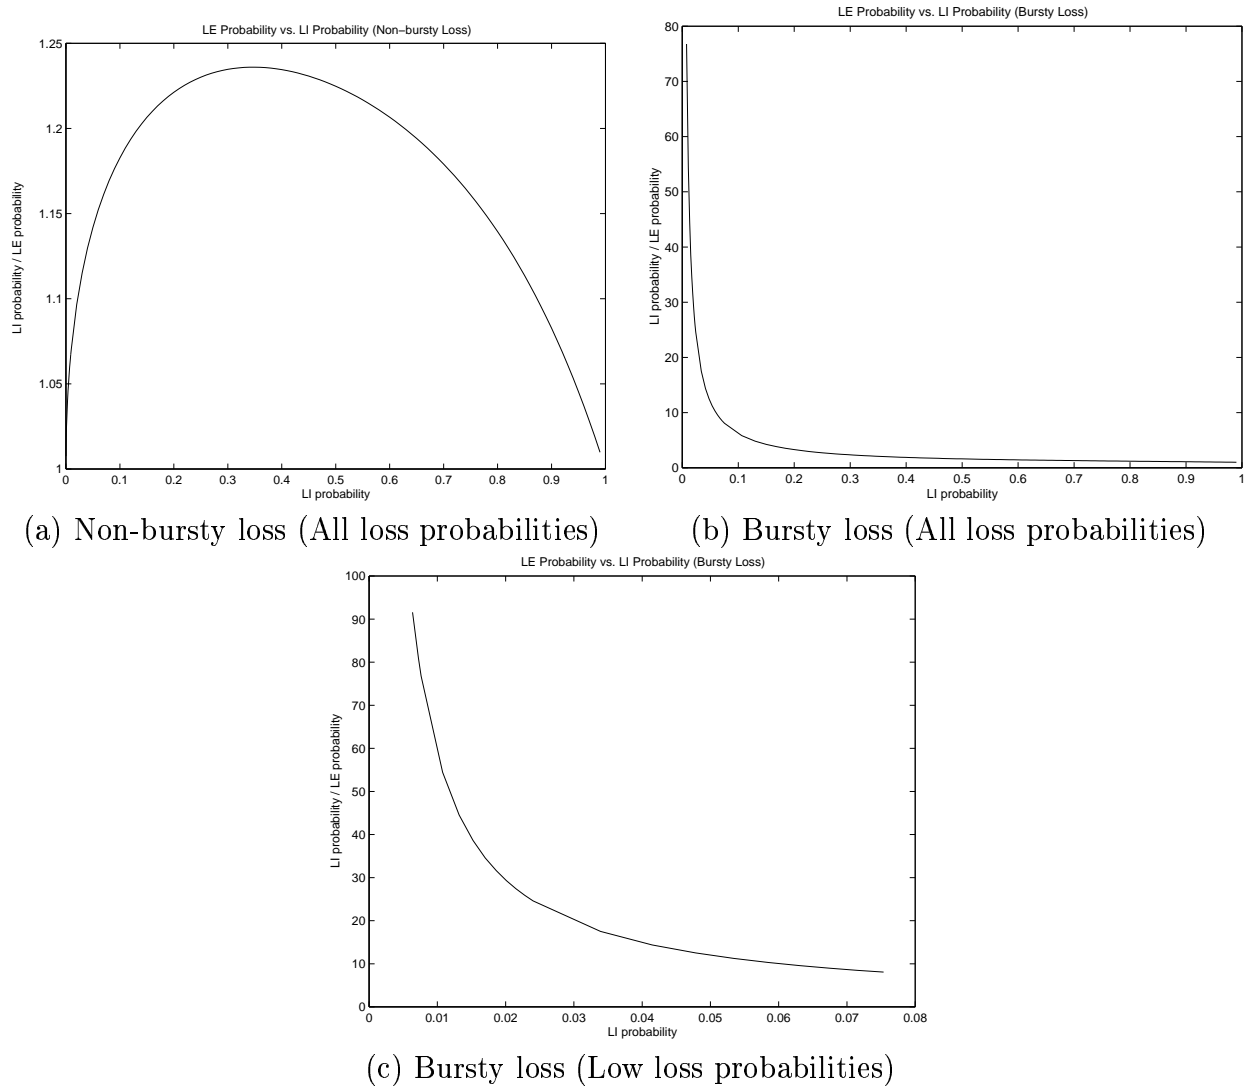 LE Probability vs. LI Probability (Non−bursty Loss)
1.25
1.2
1.15
1.1
1.05
1
LI probability / LE probability
0 0.1 0.2 0.3 0.4 0.5 0.6 0.7 0.8 0.9 1
LI probability
(a) Non-bursty loss (All loss probabilities)
LE Probability vs. LI Probability (Bursty Loss)
80
70
60
50
40
30
20
10
0
LI probability / LE probability
0 0.1 0.2 0.3 0.4 0.5 0.6 0.7 0.8 0.9 1
LI probability
(b) Bursty loss (All loss probabilities)
LE Probability vs. LI Probability (Bursty Loss)
100
90
80
70
60
50
40
30
20
10
0
LI probability / LE probability
0 0.01 0.02 0.03 0.04 0.05 0.06 0.07 0.08
LI probability
(c) Bursty loss (Low loss probabilities)